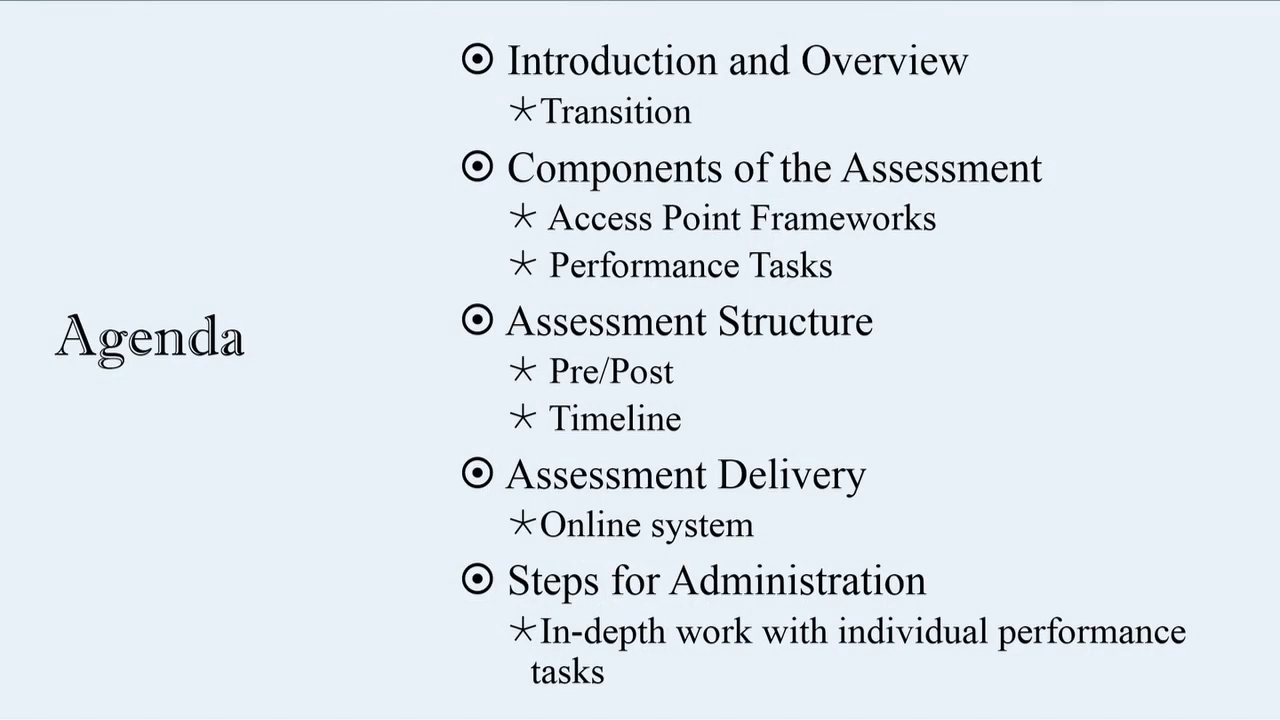 Agenda
⦿ Introduction and Overview
✶Transition
⦿ Components of the Assessment
✶ Access Point Frameworks
✶ Performance Tasks
⦿ Assessment Structure
✶ Pre/Post
✶ Timeline
⦿ Assessment Delivery
✶Online system
⦿ Steps for Administration
✶In-depth work with individual performance
tasks